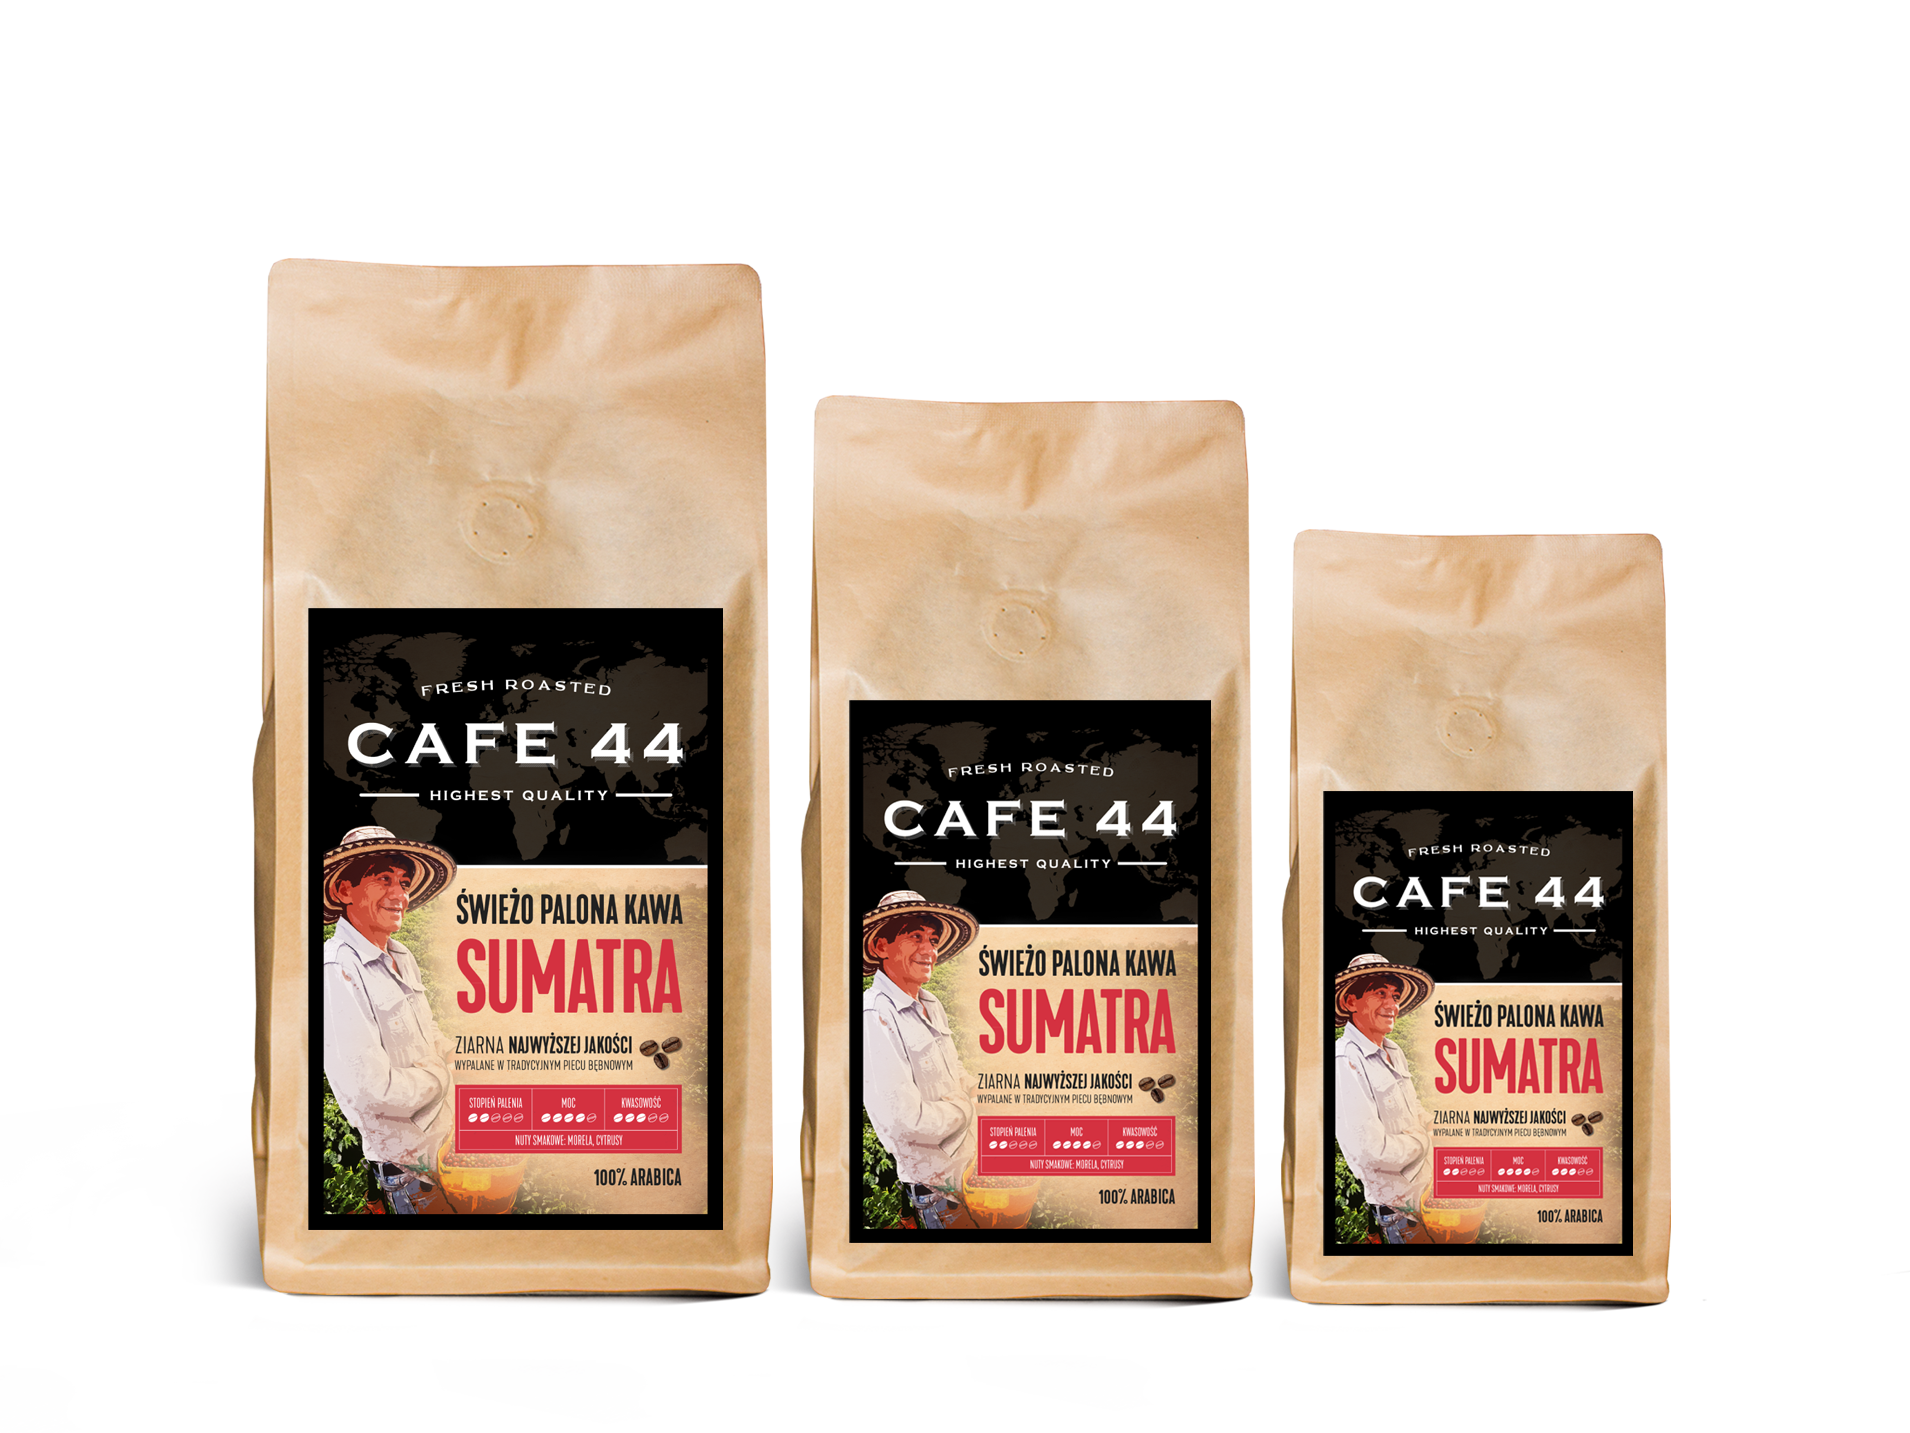 FRESH ROASTED
CAFE 44
HIGHEST QUALITY
ŚWIEŻO PALONA KAWA
SUMATRA
ZIARNA NAJWYŻSZEJ JAKOŚCI
WYPALANE W TRADYCYJNYM PIECU BĘBNOWYM
STOPIEŃ PALENIA MOC KWASOWOŚĆ
NUTY SMAKOWE: MORELA, CYTRUSY
100% ARABICA
FRESH ROASTED
CAFE 44
HIGHEST QUALITY
ŚWIEŻO PALONA KAWA
SUMATRA
ZIARNA NAJWYŻSZEJ JAKOŚCI
WYPALANE W TRADYCYJNYM PIECU BĘBNOWYM
STOPIEŃ PALENIA MOC KWASOWOŚĆ
NUTY SMAKOWE: MORELA, CYTRUSY
100% ARABICA
FRESH ROASTED
CAFE 44
HIGHEST QUALITY
ŚWIEŻO PALONA KAWA
SUMATRA
ZIARNA NAJWYŻSZEJ JAKOŚCI
WYPALANE W TRADYCYJNYM PIECU BĘBNOWYM
STOPIEŃ PALENIA MOC KWASOWOŚĆ
NUTY SMAKOWE: MORELA, CYTRUSY
100% ARABICA